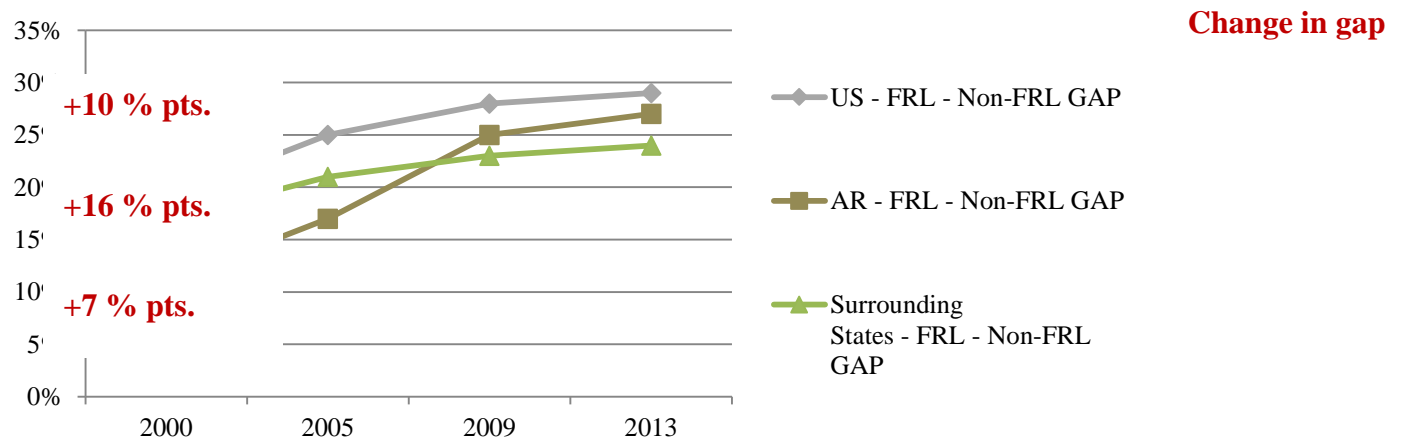 Change in gap
35%
30
25
20
15
10
5
0%
+10 % pts.
+16 % pts.
+7 % pts.
2000
2005
2009
2013
US - FRL - Non-FRL GAP
AR - FRL - Non-FRL GAP
Surrounding
States - FRL - Non-FRL
GAP